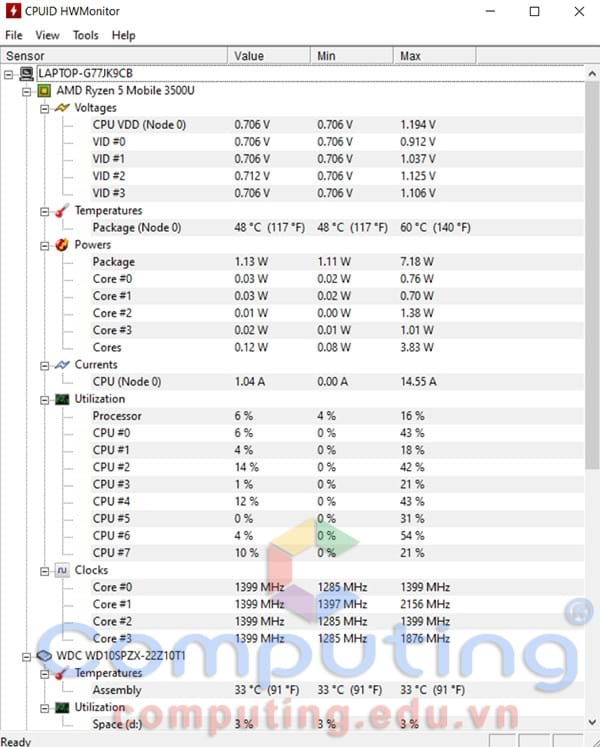 CPUID HWMonitor
File View Tools Help
Sensor Value Min Max
LAPTOP-G77JK9CB
AMD Ryzen 5 Mobile 3500U
Voltages
CPU VDD (Node 0) 0.706 V 0.706 V 1.194 V
VID #0 0.706 V 0.706 V 0.912 V
VID #1 0.706 V 0.706 V 1.037 V
VID #2 0.712 V 0.706 V 1.125 V
VID #3 0.706 V 0.706 V 1.106 V
Temperatures
Package (Node 0) 48 °C (117 °F) 48 °C (117 °F) 60 °C (140 °F)
Powers
Package 1.13 W 1.11 W 7.18 W
Core #0 0.03 W 0.02 W 0.76 W
Core #1 0.03 W 0.02 W 0.70 W
Core #2 0.01 W 0.00 W 1.38 W
Core #3 0.02 W 0.01 W 1.01 W
Cores 0.12 W 0.08 W 3.83 W
Currents
CPU (Node 0) 1.04 A 0.00 A 14.55 A
Utilization
Processor 6 % 4 % 16 %
CPU #0 6 % 0 % 43 %
CPU #1 4 % 0 % 18 %
CPU #2 14 % 0 % 42 %
CPU #3 1 % 0 % 21 %
CPU #4 12 % 0 % 43 %
CPU #5 0 % 0 % 31 %
CPU #6 4 % 0 % 54 %
CPU #7 10 % 0 % 21 %
Clocks
Core #0 1399 MHz 1285 MHz 1399 MHz
Core #1 1399 MHz 1397 MHz 2156 MHz
Core #2 1399 MHz 1285 MHz 1399 MHz
Core #3 1399 MHz 1285 MHz 1876 MHz
Computing ®
WDC WD10SPZX-22Z10T1
Temperatures
Assembly 33 °C (91 °F) 33 °C (91 °F) 33 °C (91 °F)
Utilization
computing.edu.vn
Space (d:) 3 % 3 % 3 %
Ready